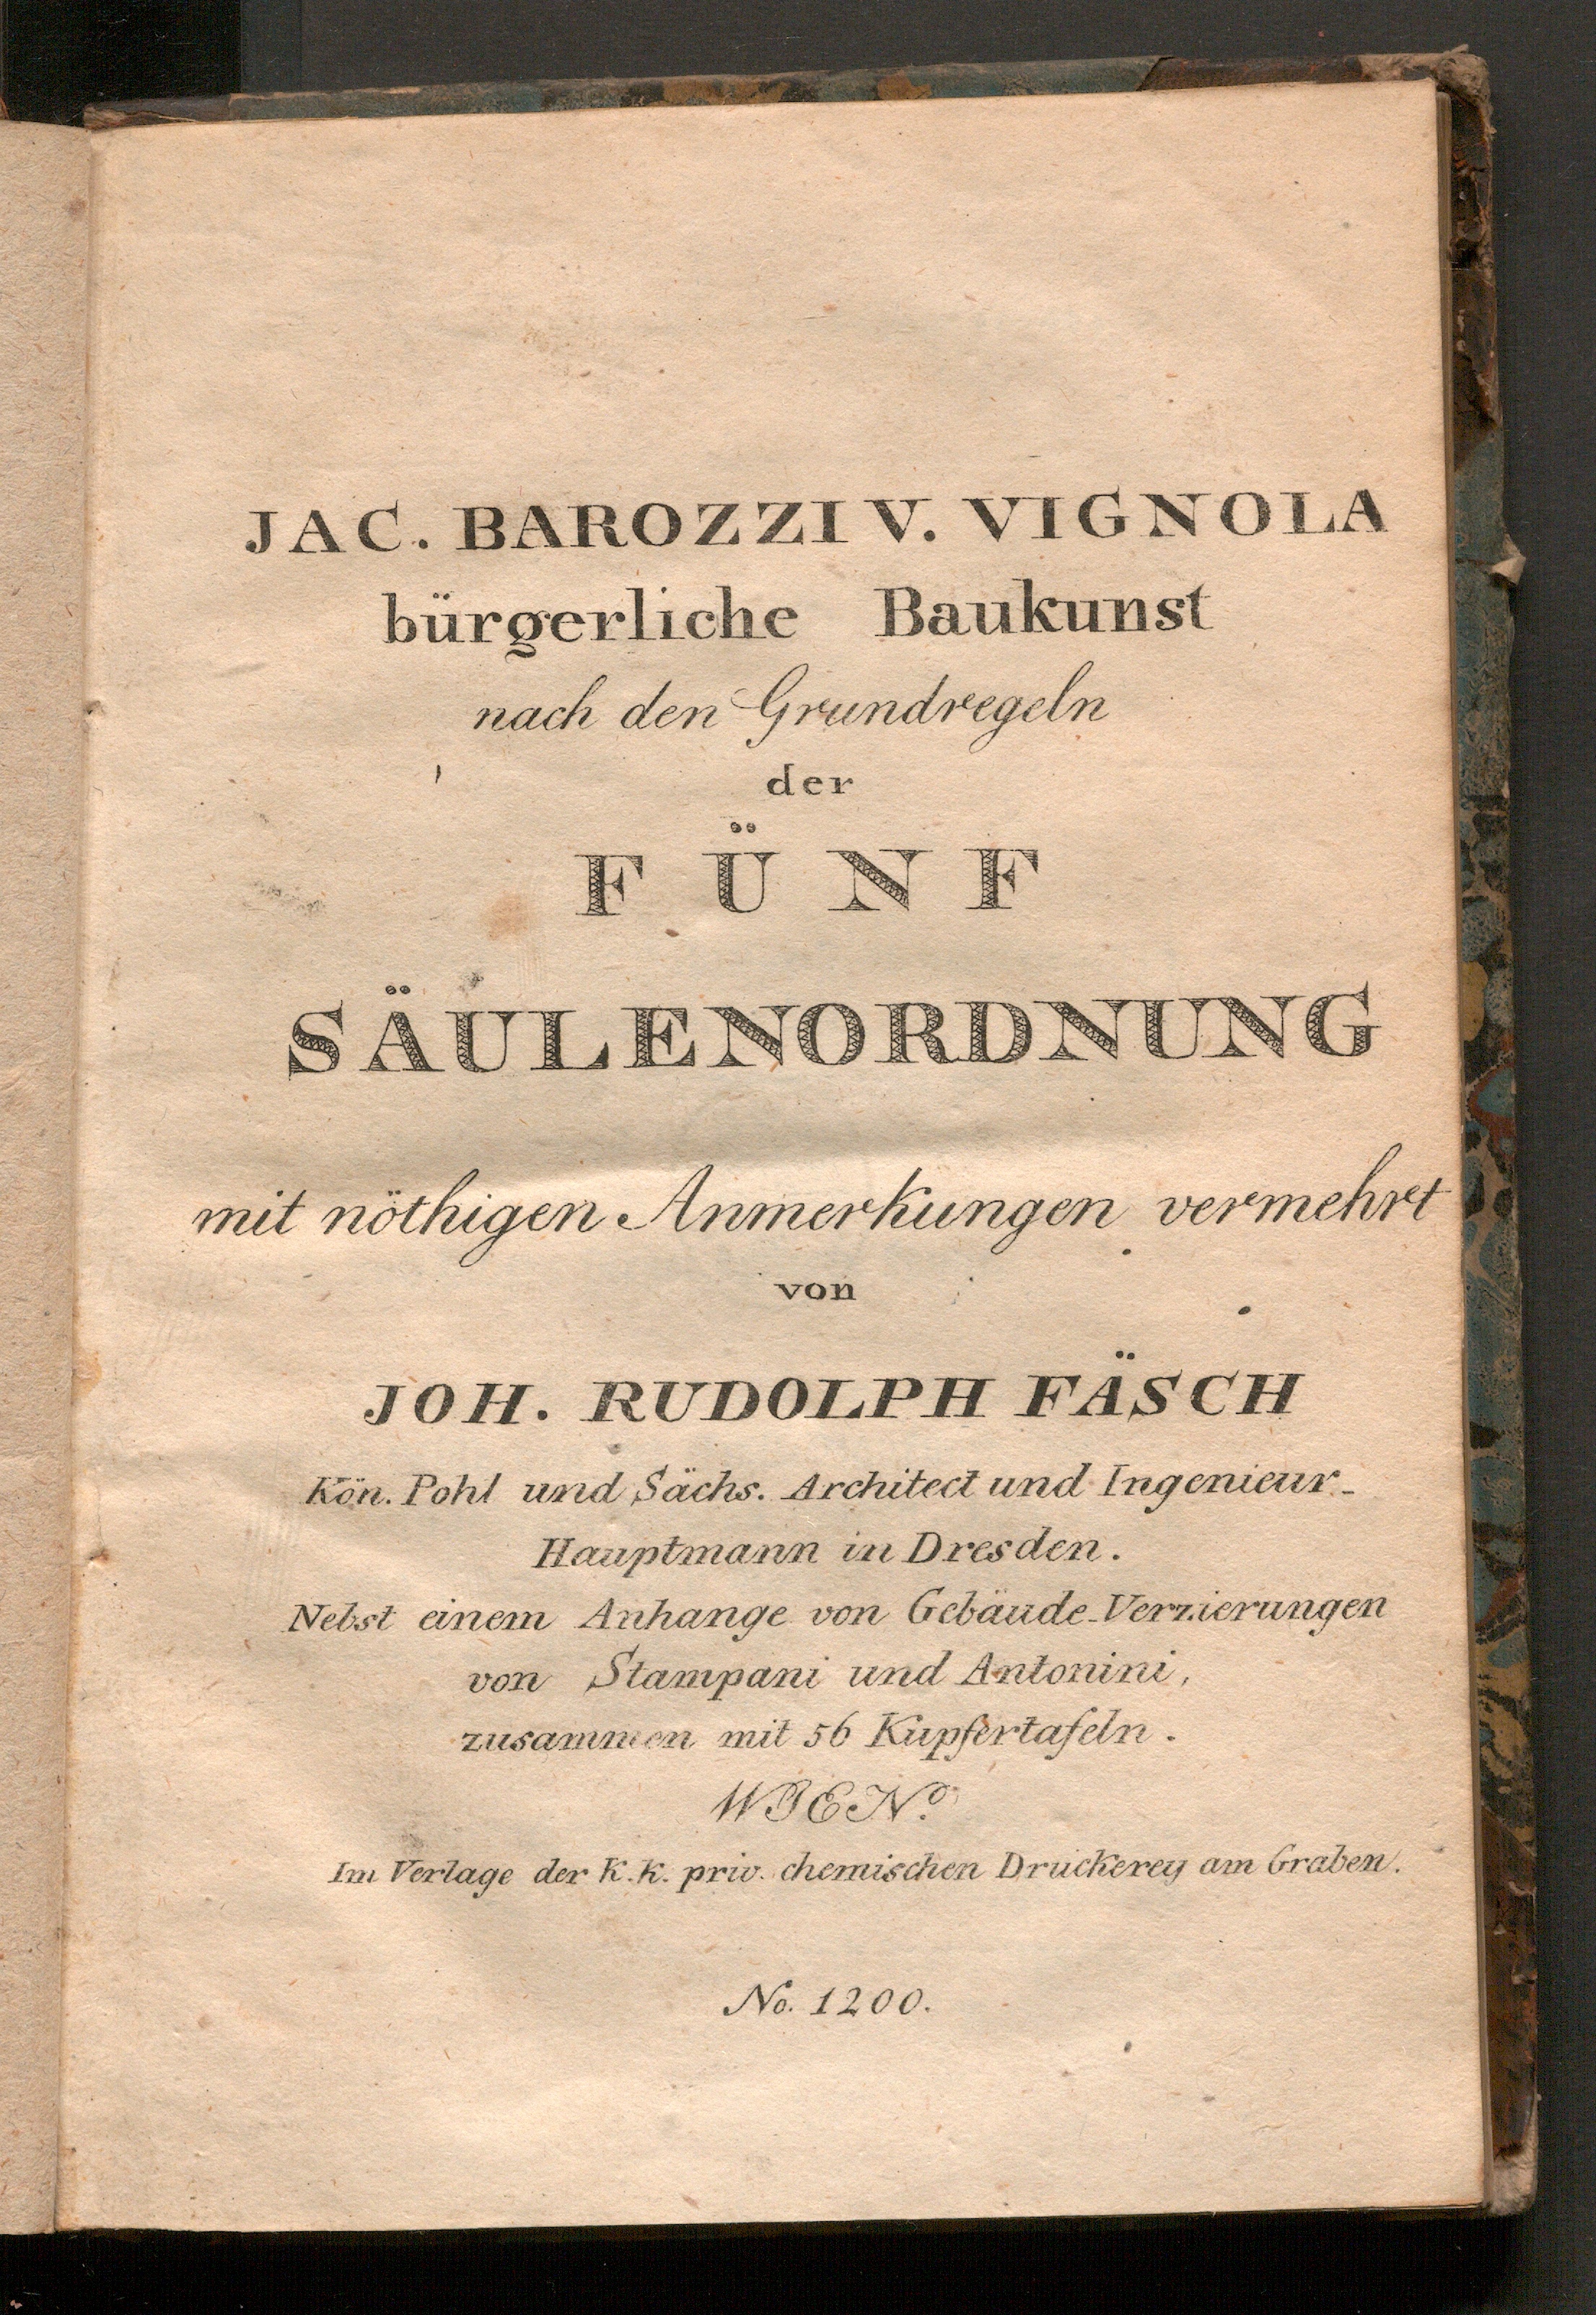 JAC. BAROZZI V. VIGNOLA
bürgerliche Baukunst
nach den Grundregeln
der
FÜNF
SÄULENORDNUNG
mit nöthigen Anmerkungen vermehrt
von
JOH. RUDOLPH FÄSCH
Kön. Pohl und Sächs. Architect und Ingenieur-
Hauptmann in Dresden.
Nebst einem Anhange von Gebäude-Verzierungen
von Stampani und Antonini,
zusammen mit 56 Kupfertafeln.
WIEN.
Im Verlage der K.K. priv. chemischen Druckerey am Graben.
No. 1200.